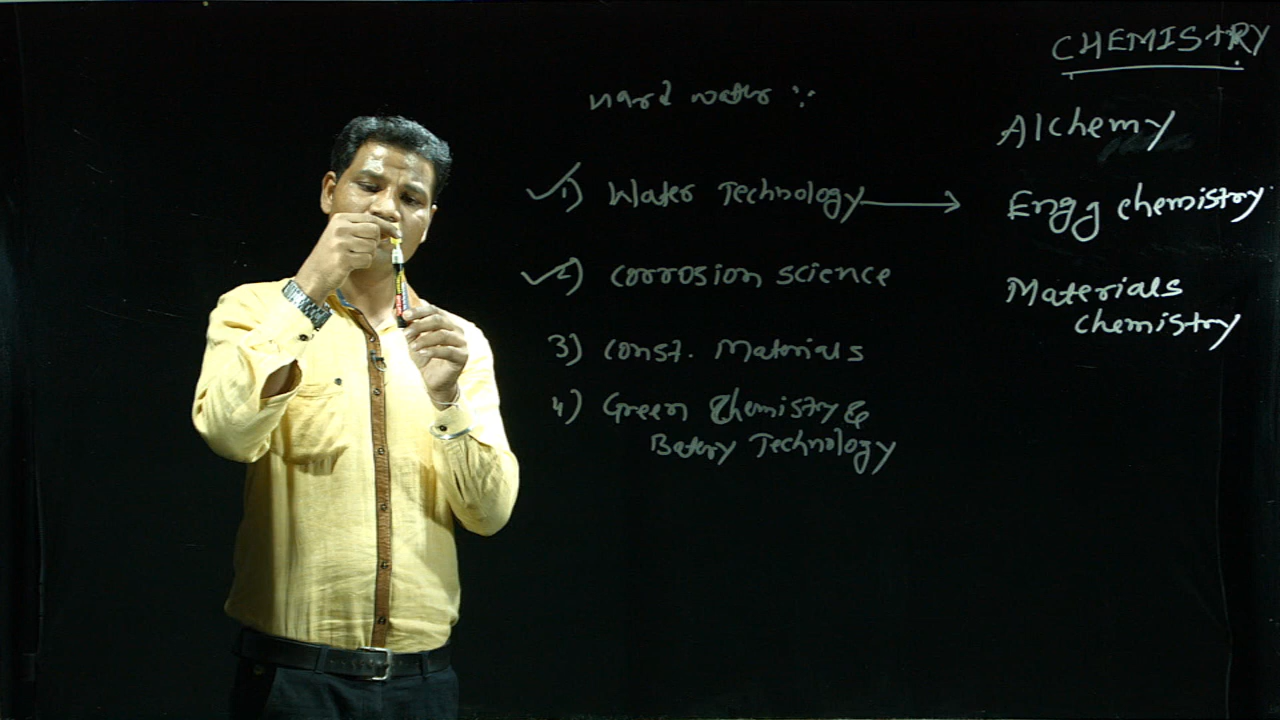 CHEMISTRY
Hard water :
Alchemy
1) Water Technology → Engg chemistry
2) Corrosion science
Materials
chemistry
3) Const. Materials
4) Green Chemistry &
Battery Technology